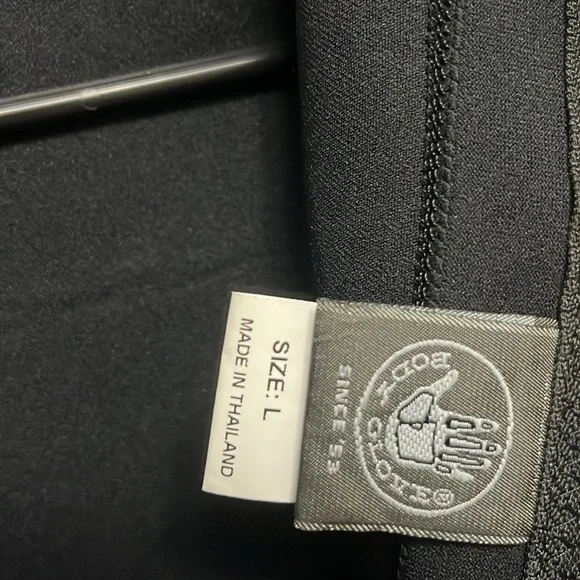 SIZE: L
MADE IN THAILAND
BODY
GLOVE®
SINCE '53